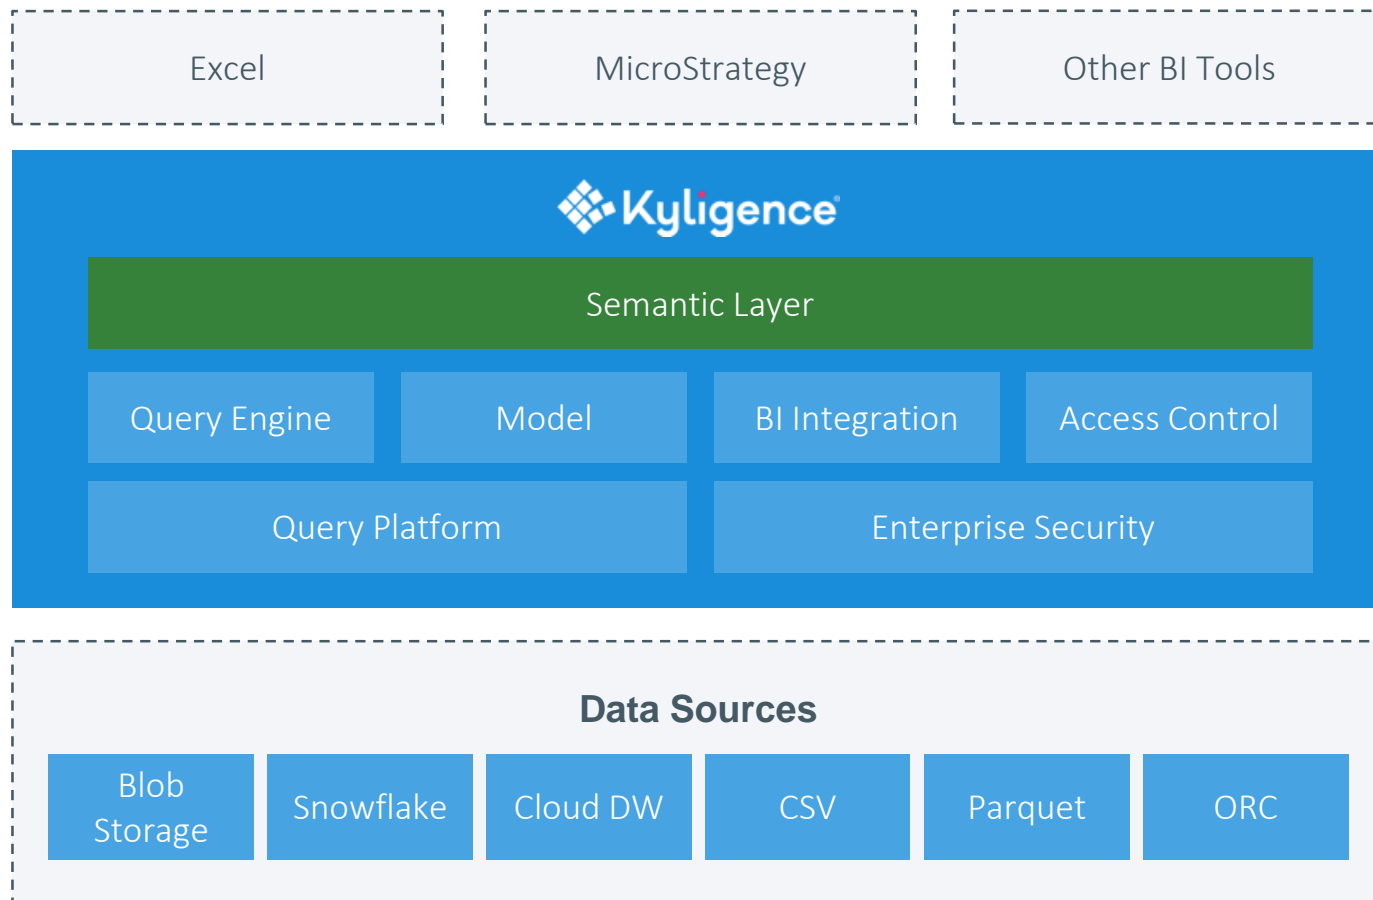 Excel
MicroStrategy
Other BI Tools
Kyligence
Semantic Layer
Query Engine
Model
BI Integration
Access Control
Query Platform
Enterprise Security
Data Sources
Blob
Storage
Snowflake
Cloud DW
CSV
Parquet
ORC